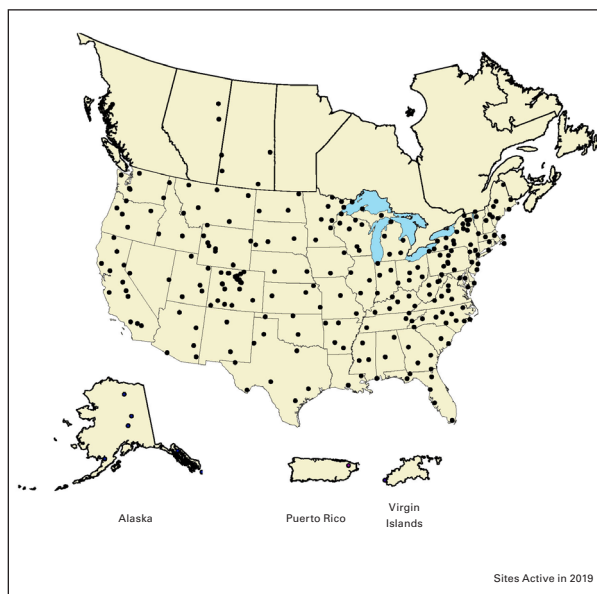 Alaska
Puerto Rico
Virgin
Islands
Sites Active in 2019